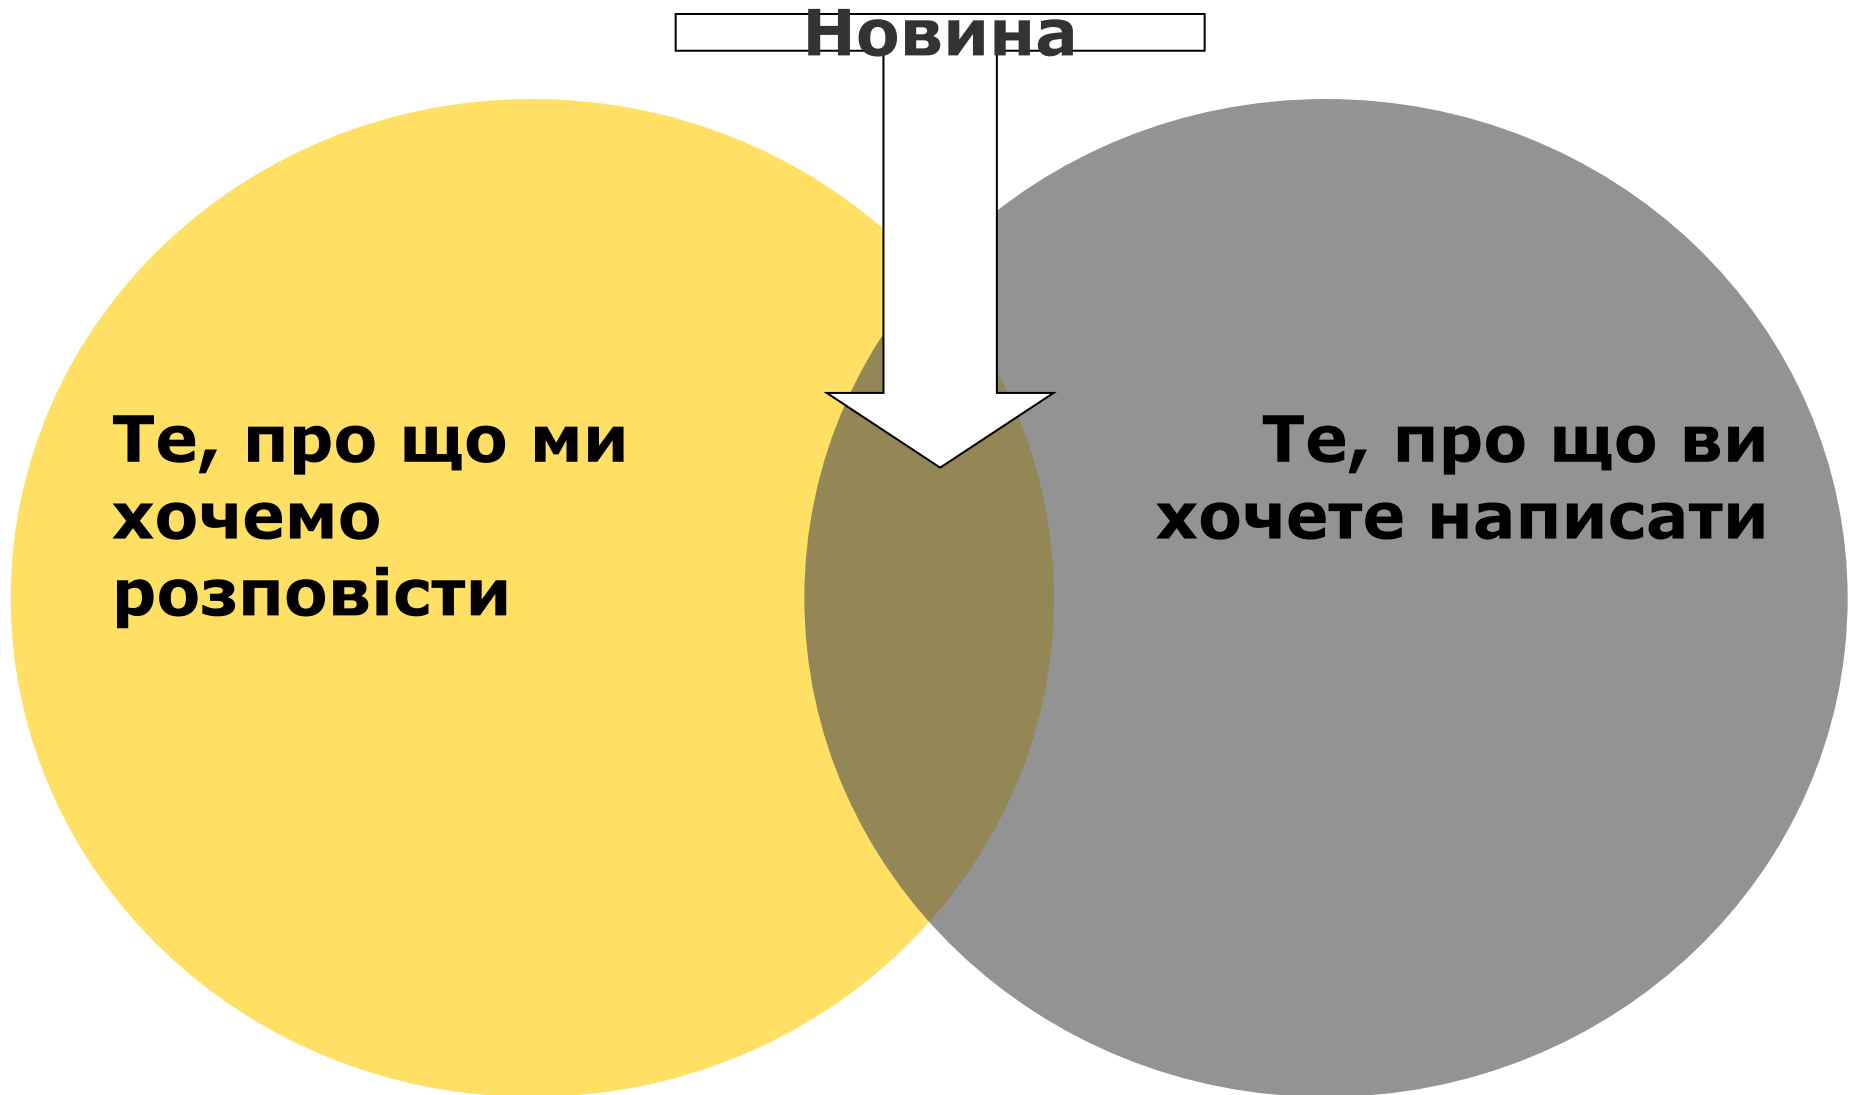 Новина
Те, про що ми
хочемо
розповісти
Те, про що ви
хочете написати